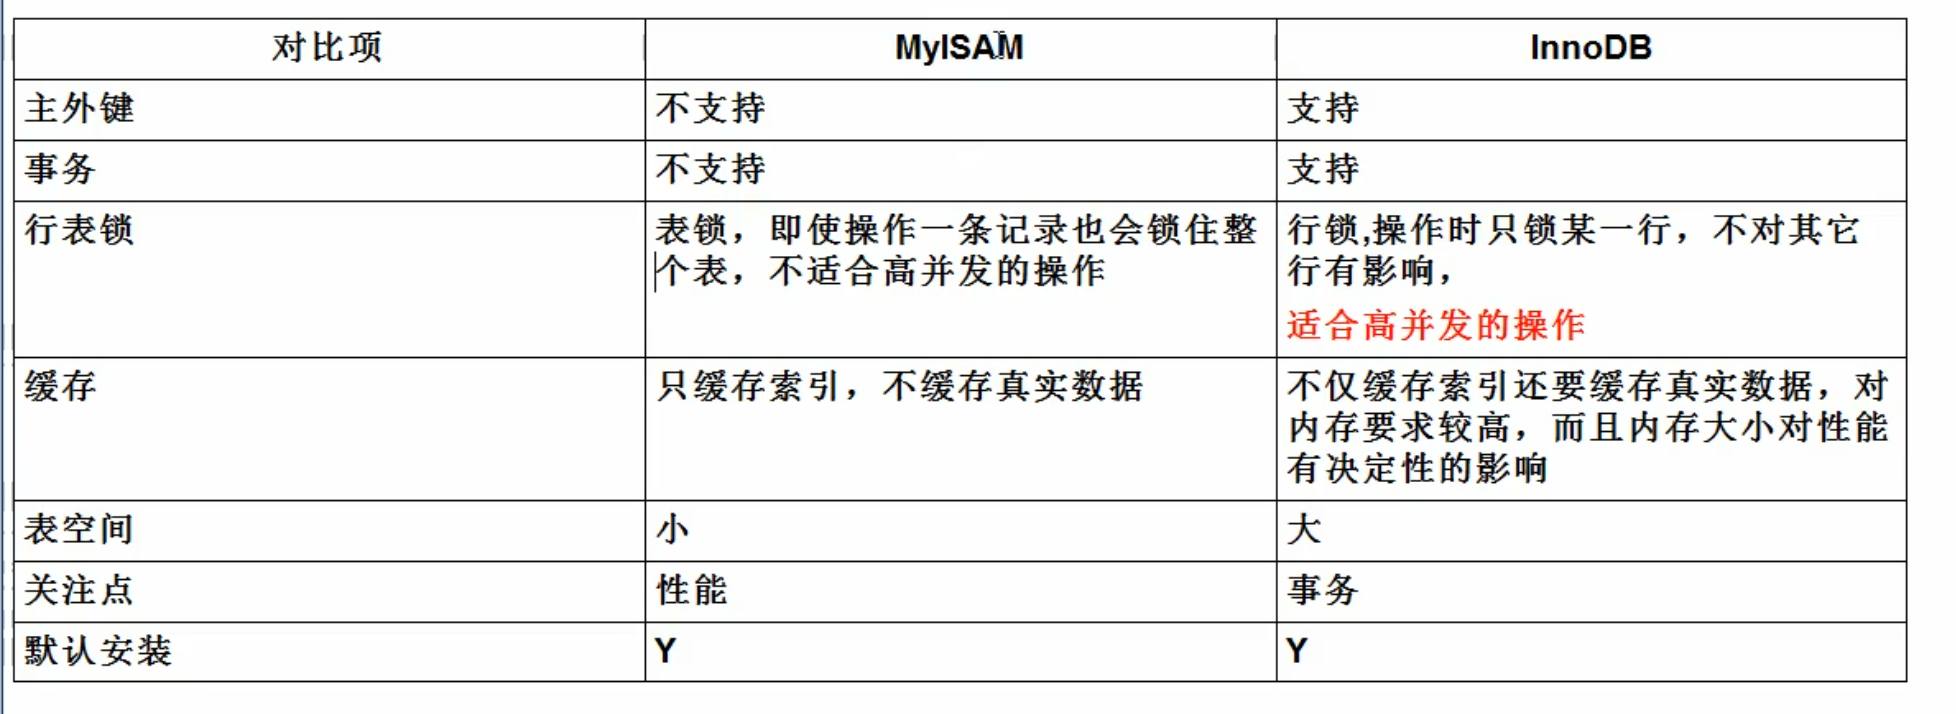 对比项
MyISAM
InnoDB
主外键
不支持
支持
事务
不支持
支持
行表锁
表锁，即使操作一条记录也会锁住整
个表，不适合高并发的操作
行锁,操作时只锁某一行，不对其它
行有影响，
适合高并发的操作
缓存
只缓存索引，不缓存真实数据
不仅缓存索引还要缓存真实数据，对
内存要求较高，而且内存大小对性能
有决定性的影响
表空间
小
大
关注点
性能
事务
默认安装
Y
Y